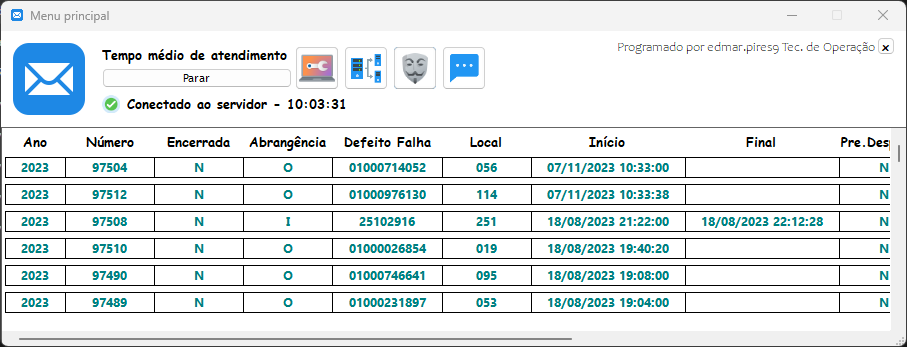 Menu principal
Tempo médio de atendimento
Programado por edmar.pires9 Tec. de Operação
Parar
Conectado ao servidor - 10:03:31
Ano Número Encerrada Abrangência Defeito Falha Local Início Final Pre.Desp
2023 97504 N O 01000714052 056 07/11/2023 10:33:00 N
2023 97512 N O 01000976130 114 07/11/2023 10:33:38 N
2023 97508 N I 25102916 251 18/08/2023 21:22:00 18/08/2023 22:12:28 N
2023 97510 N O 01000026854 019 18/08/2023 19:40:20 N
2023 97490 N O 01000746641 095 18/08/2023 19:08:00 N
2023 97489 N O 01000231897 053 18/08/2023 19:04:00 N